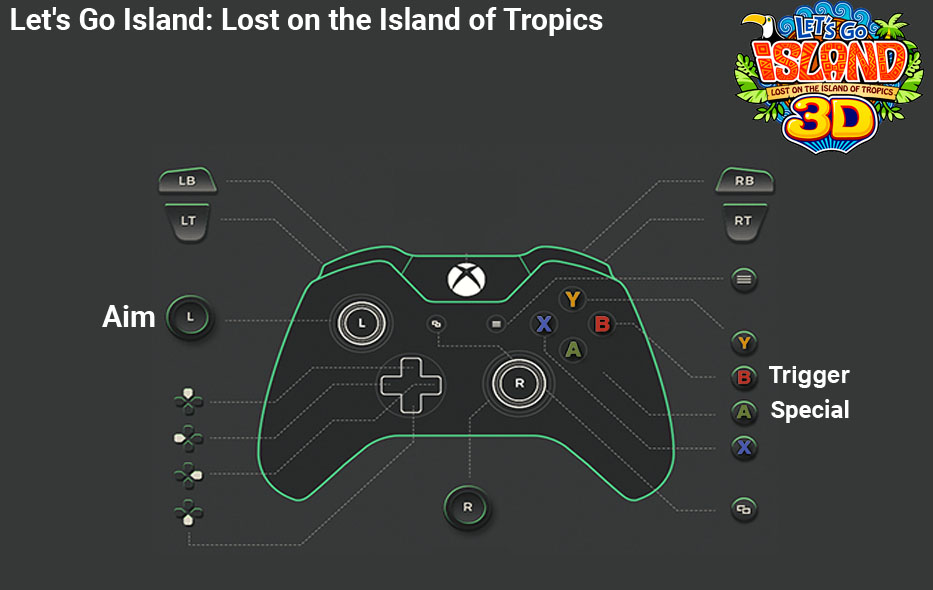 Let's Go Island: Lost on the Island of Tropics
LET'S GO
ISLAND
LOST ON THE ISLAND OF TROPICS
3D
LB
RB
LT
RT
Aim
L
L
Y
X
B
A
Y
R
B
Trigger
A
Special
X
R